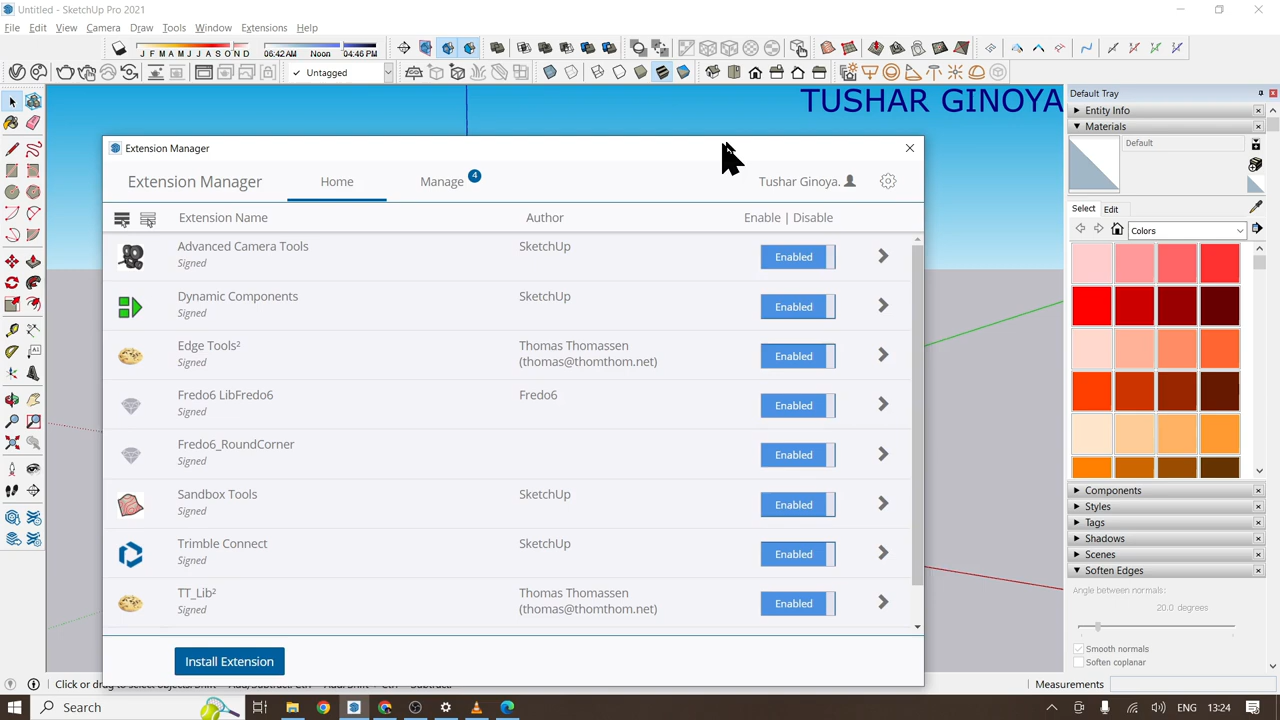 Untitled - SketchUp Pro 2021
File Edit View Camera Draw Tools Window Extensions Help
J F M A M J J A S O N D 06:42 AM Noon 04:46 PM
Untagged
TUSHAR GINOYA
Extension Manager
Extension Manager Home Manage 4 Tushar Ginoya.
Extension Name Author Enable | Disable
Advanced Camera Tools SketchUp
Signed Enabled
Dynamic Components SketchUp
Signed Enabled
Edge Tools² Thomas Thomassen
Signed (thomas@thomthom.net) Enabled
Fredo6 LibFredo6 Fredo6
Signed Enabled
Fredo6_RoundCorner
Signed Enabled
Sandbox Tools SketchUp
Signed Enabled
Trimble Connect SketchUp
Signed Enabled
TT_Lib² Thomas Thomassen
Signed (thomas@thomthom.net) Enabled
Install Extension
Default Tray
Entity Info
Materials
Default
Select Edit
Colors
Components
Styles
Tags
Shadows
Scenes
Soften Edges
Angle between normals:
20.0 degrees
Smooth normals
Soften coplanar
Measurements
Search
ENG 13:24